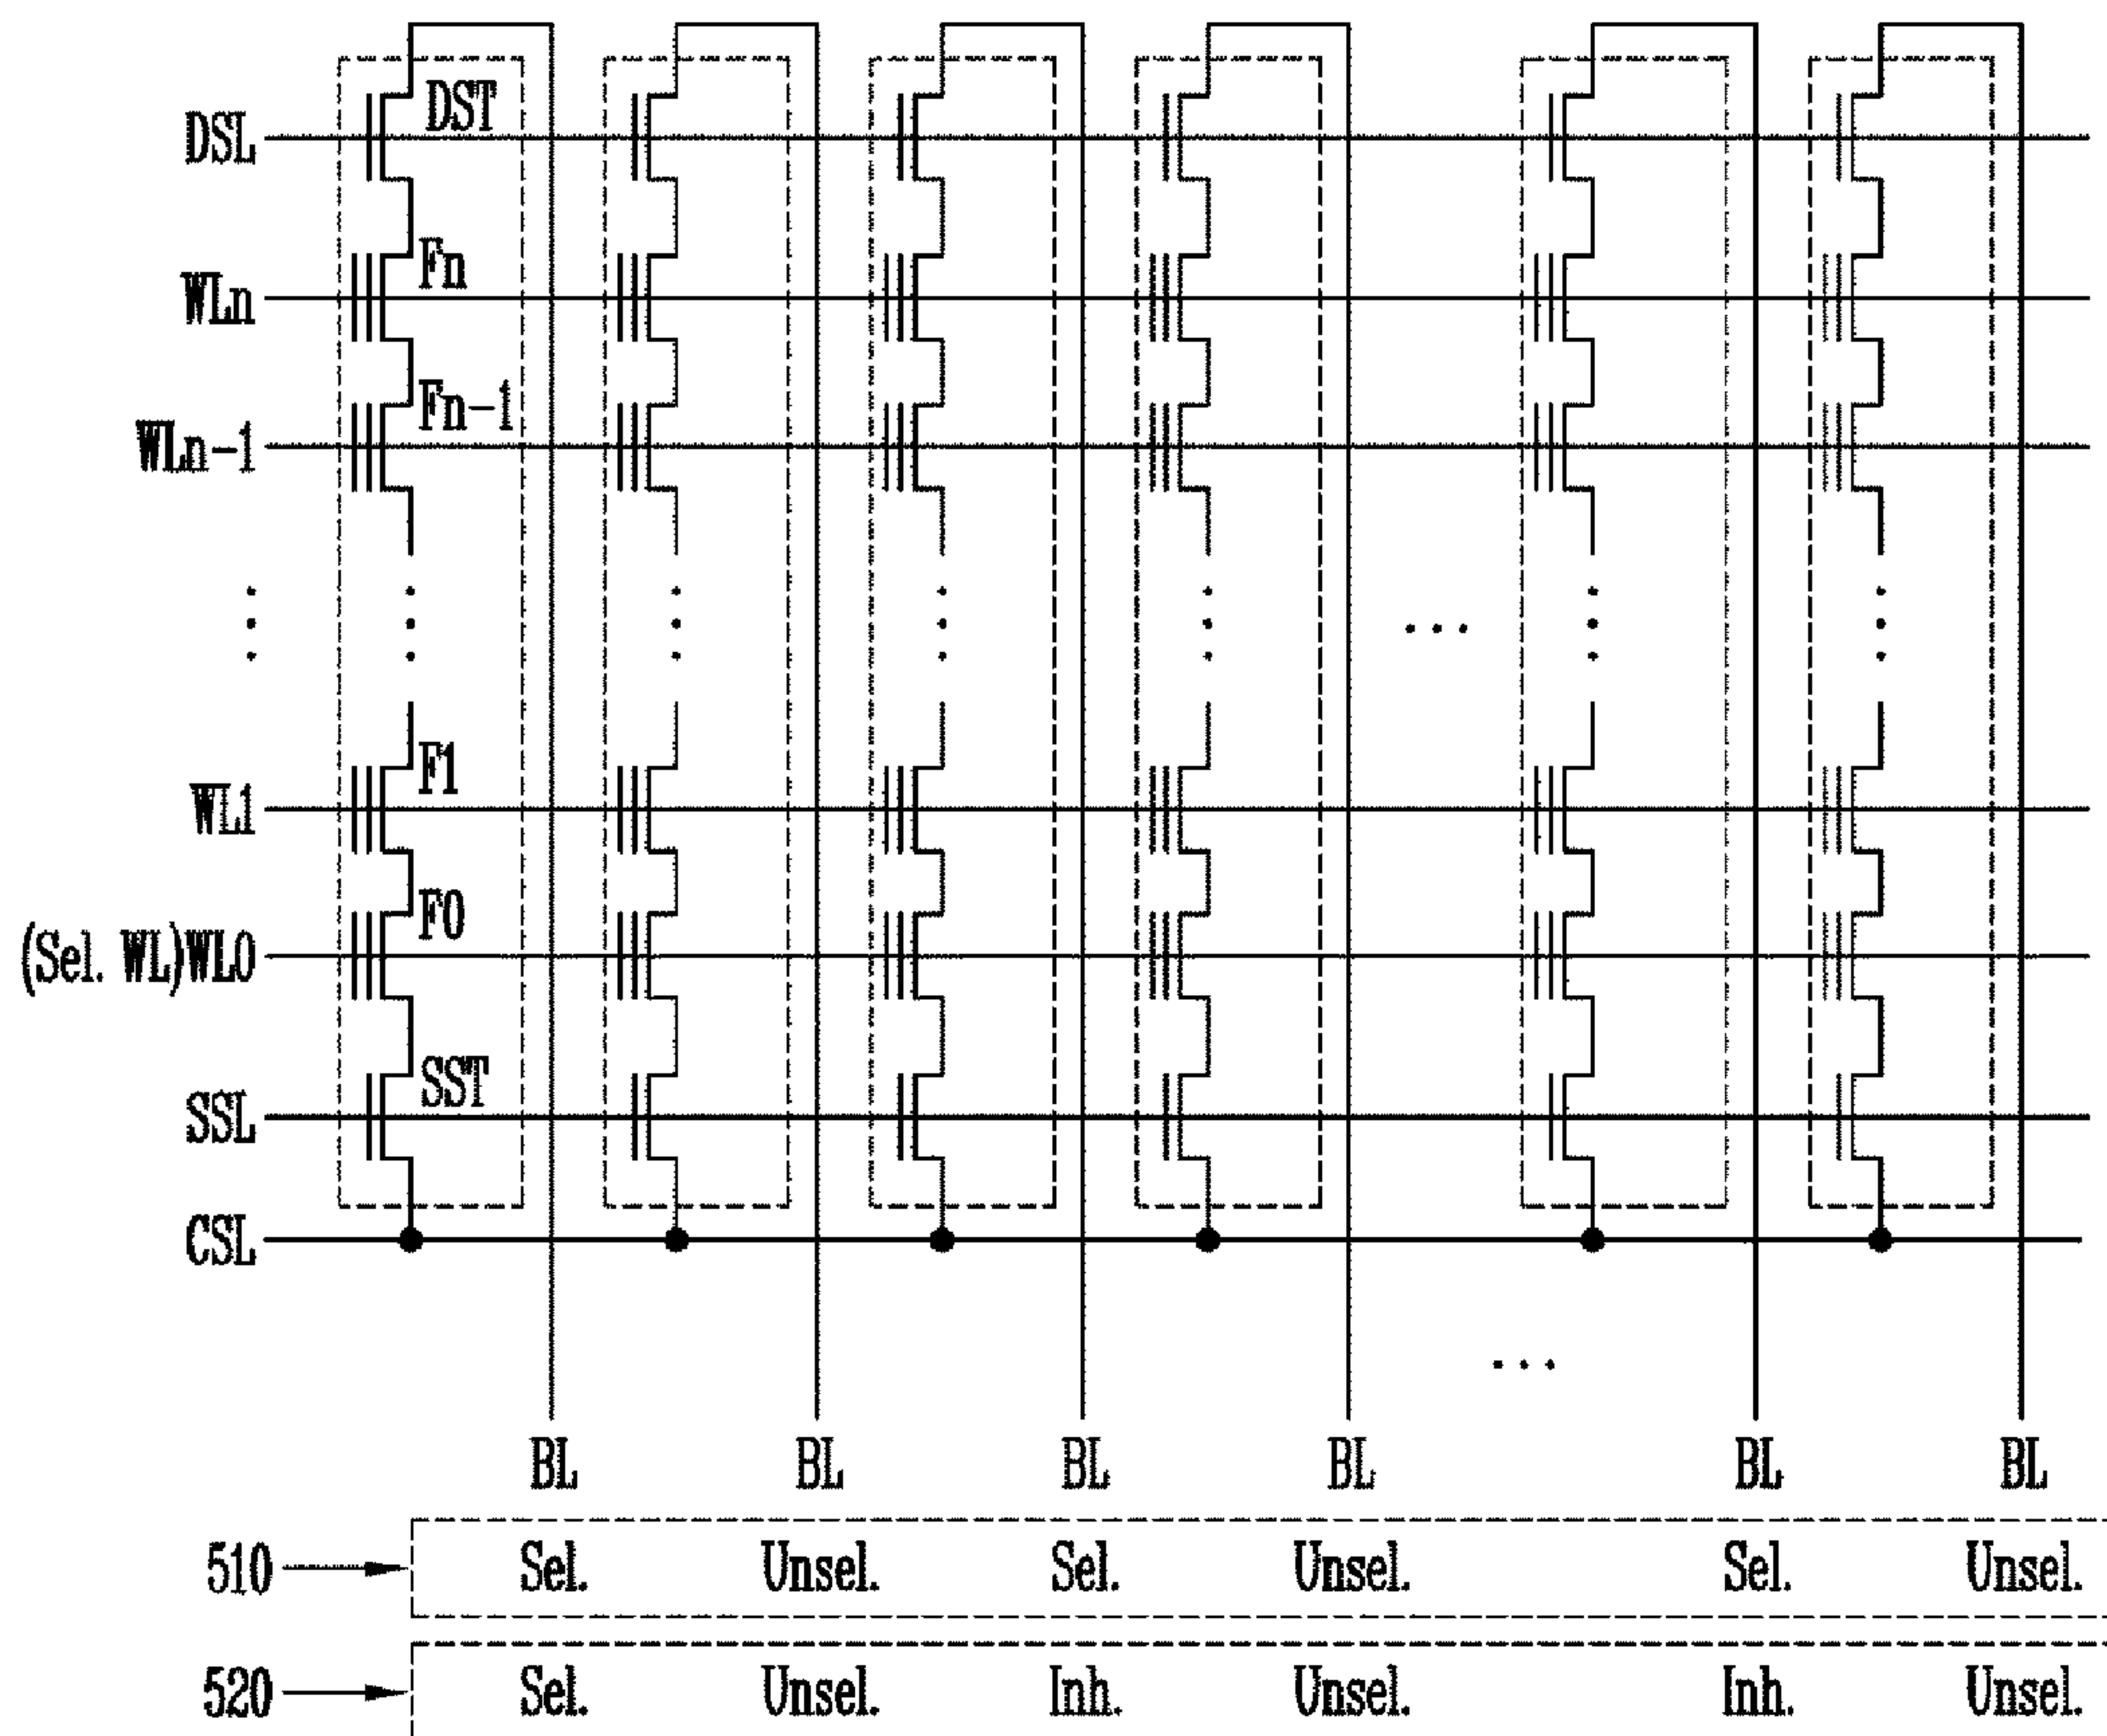 DST
DSL
Fn
WLn
Fn-1
WLn-1
F1
WL1
F0
(Sel. WL)WL0
SST
SSL
CSL
BL BL BL BL BL BL
510 Sel. Unsel. Sel. Unsel. Sel. Unsel.
520 Sel. Unsel. Inh. Unsel. Inh. Unsel.